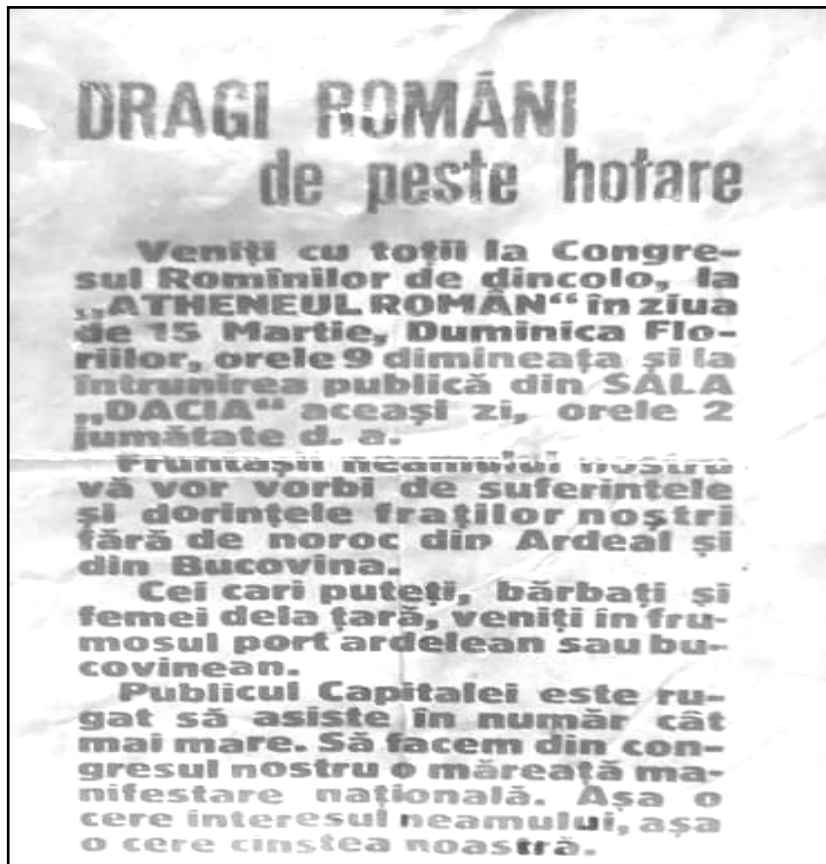 DRAGI ROMÂNI
de peste hotare
Veniți cu toții la Congre-
sul Romînilor de dincolo, la
„ATHENEUL ROMÂN“ în ziua
de 15 Martie, Duminica Flo-
riilor, orele 9 dimineața și la
întrunirea publică din SALA
„DACIA“ aceași zi, orele 2
jumătate d. a.
Fruntașii neamului nostru
vă vor vorbi de suferințele
și dorințele fraților noștri
fără de noroc din Ardeal și
din Bucovina.
Cei cari puteți, bărbați și
femei dela țară, veniți în fru-
mosul port ardelean sau bu-
covinean.
Publicul Capitalei este ru-
gat să asiste în număr cât
mai mare. Să facem din con-
gresul nostru o măreață ma-
nifestare națională. Așa o
cere interesul neamului, așa
o cere cinstea noastră.